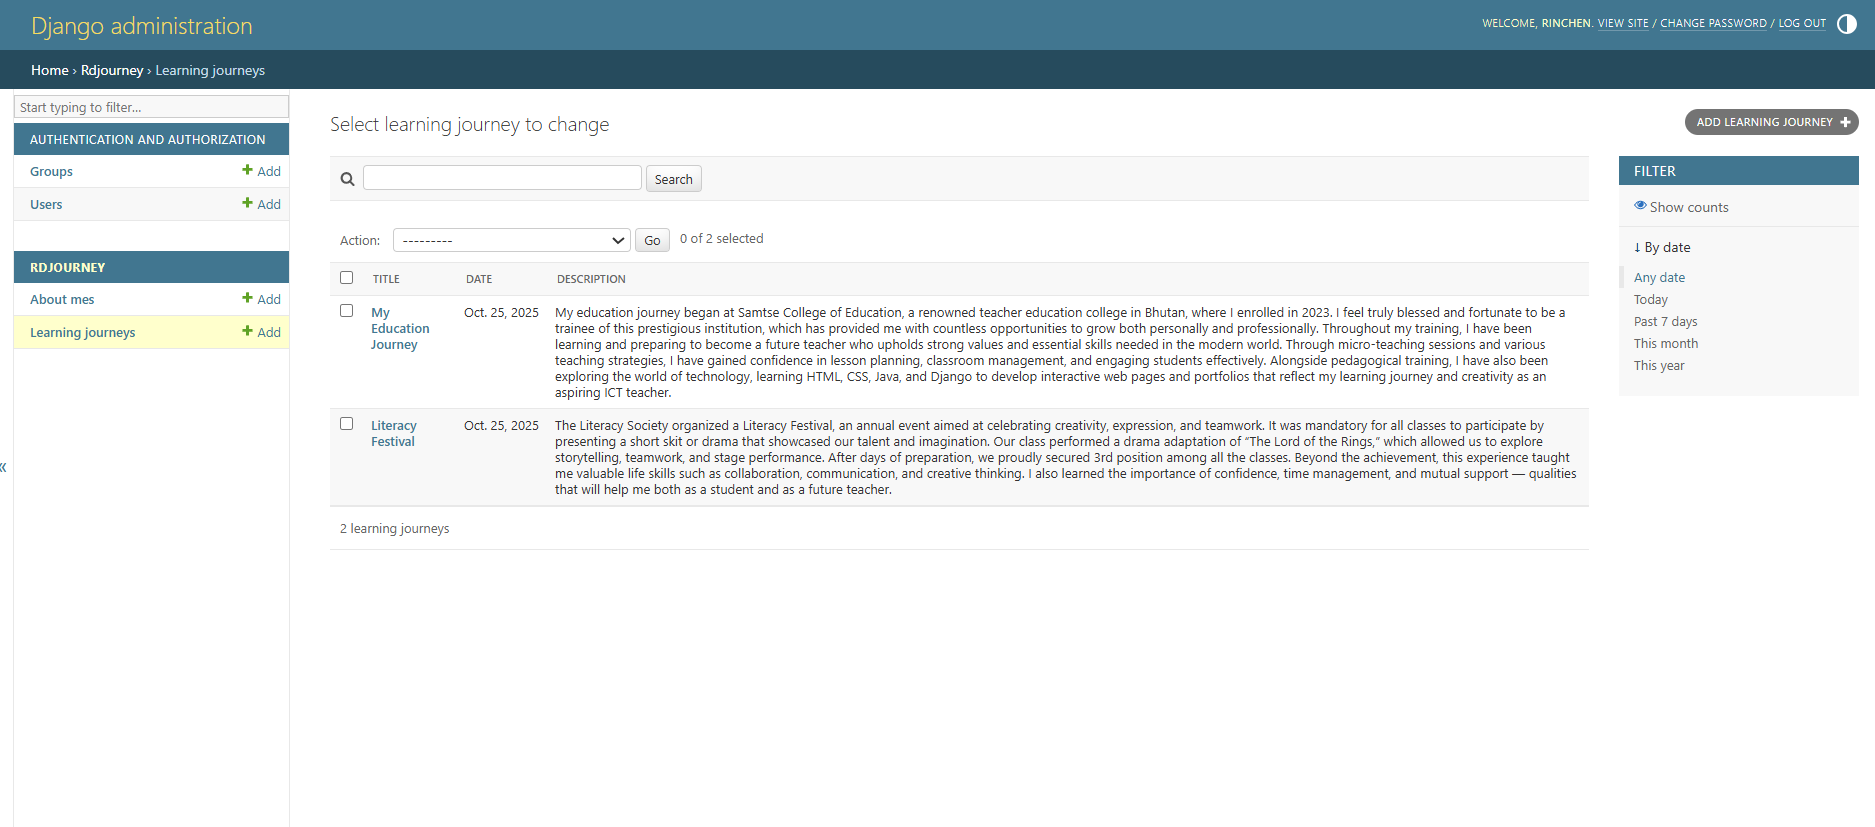 Django administration
WELCOME, RINCHEN. VIEW SITE / CHANGE PASSWORD / LOG OUT
Home › Rdjourney › Learning journeys
Start typing to filter...
AUTHENTICATION AND AUTHORIZATION
Groups + Add
Users + Add
RDJOURNEY
About mes + Add
Learning journeys + Add
«
Select learning journey to change
ADD LEARNING JOURNEY +
Search
Action: --------- Go 0 of 2 selected
TITLE DATE DESCRIPTION
My Education Journey
Oct. 25, 2025
My education journey began at Samtse College of Education, a renowned teacher education college in Bhutan, where I enrolled in 2023. I feel truly blessed and fortunate to be a
trainee of this prestigious institution, which has provided me with countless opportunities to grow both personally and professionally. Throughout my training, I have been
learning and preparing to become a future teacher who upholds strong values and essential skills needed in the modern world. Through micro-teaching sessions and various
teaching strategies, I have gained confidence in lesson planning, classroom management, and engaging students effectively. Alongside pedagogical training, I have also been
exploring the world of technology, learning HTML, CSS, Java, and Django to develop interactive web pages and portfolios that reflect my learning journey and creativity as an
aspiring ICT teacher.
Literacy Festival
Oct. 25, 2025
The Literacy Society organized a Literacy Festival, an annual event aimed at celebrating creativity, expression, and teamwork. It was mandatory for all classes to participate by
presenting a short skit or drama that showcased our talent and imagination. Our class performed a drama adaptation of “The Lord of the Rings,” which allowed us to explore
storytelling, teamwork, and stage performance. After days of preparation, we proudly secured 3rd position among all the classes. Beyond the achievement, this experience taught
me valuable life skills such as collaboration, communication, and creative thinking. I also learned the importance of confidence, time management, and mutual support — qualities
that will help me both as a student and as a future teacher.
2 learning journeys
FILTER
Show counts
↓ By date
Any date
Today
Past 7 days
This month
This year